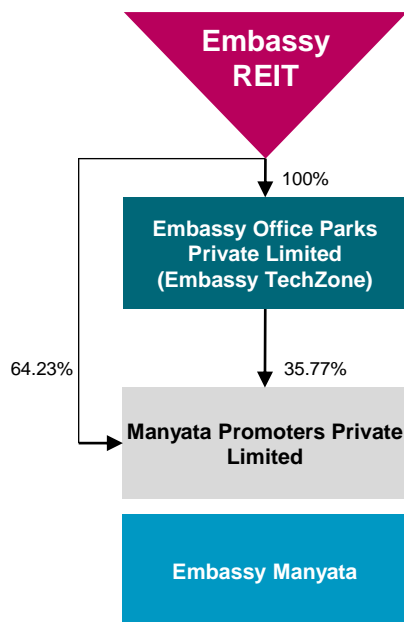 Embassy
REIT
100%
Embassy Office Parks
Private Limited
(Embassy TechZone)
64.23%
35.77%
Manyata Promoters Private
Limited
Embassy Manyata